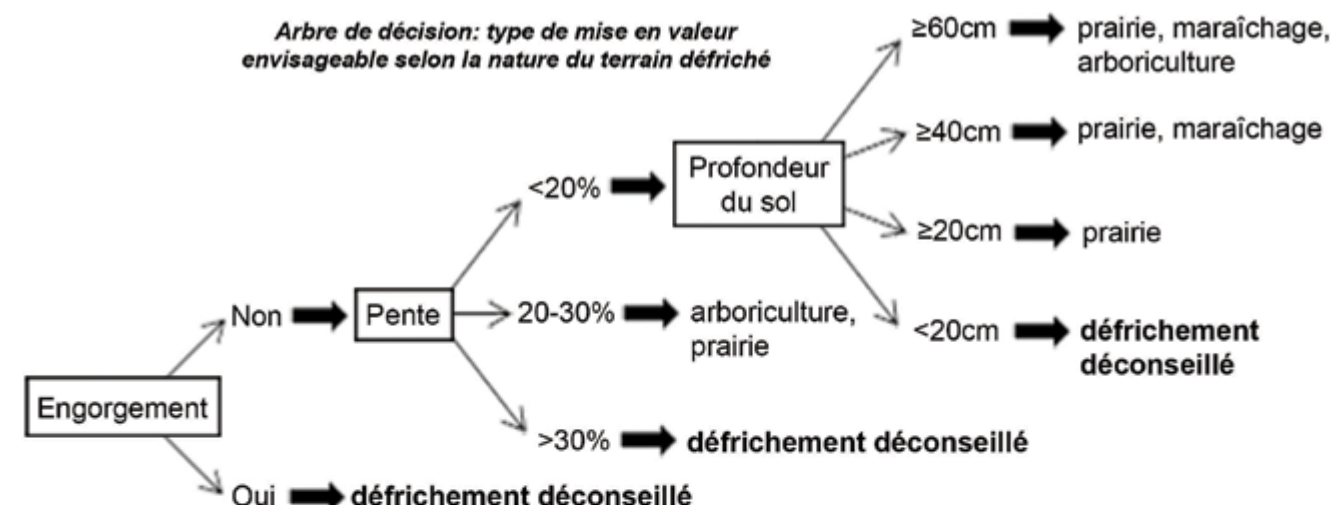 Arbre de décision: type de mise en valeur
envisageable selon la nature du terrain défriché
≥60cm
prairie, maraîchage,
arboriculture
≥40cm
prairie, maraîchage
Profondeur
du sol
<20%
≥20cm
prairie
Non
Pente
20-30%
arboriculture,
prairie
<20cm
défrichement
déconseillé
Engorgement
>30%
défrichement déconseillé
Oui
défrichement déconseillé